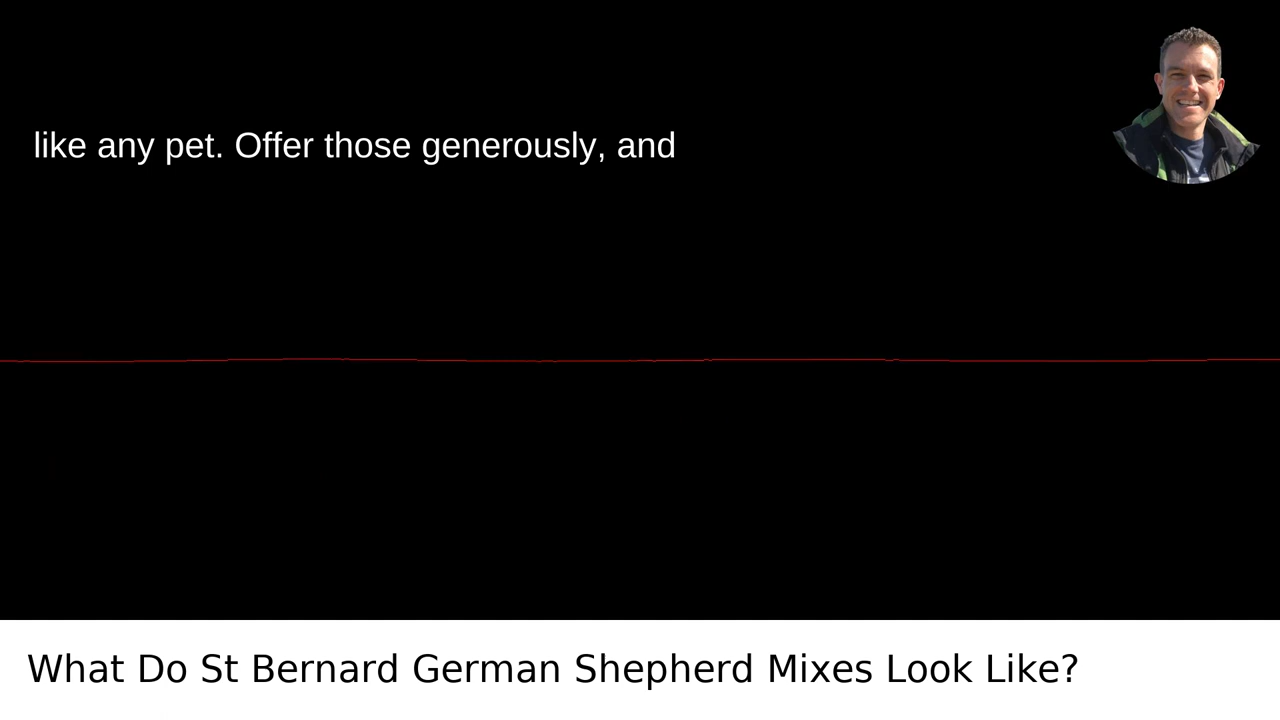 like any pet. Offer those generously, and
What Do St Bernard German Shepherd Mixes Look Like?